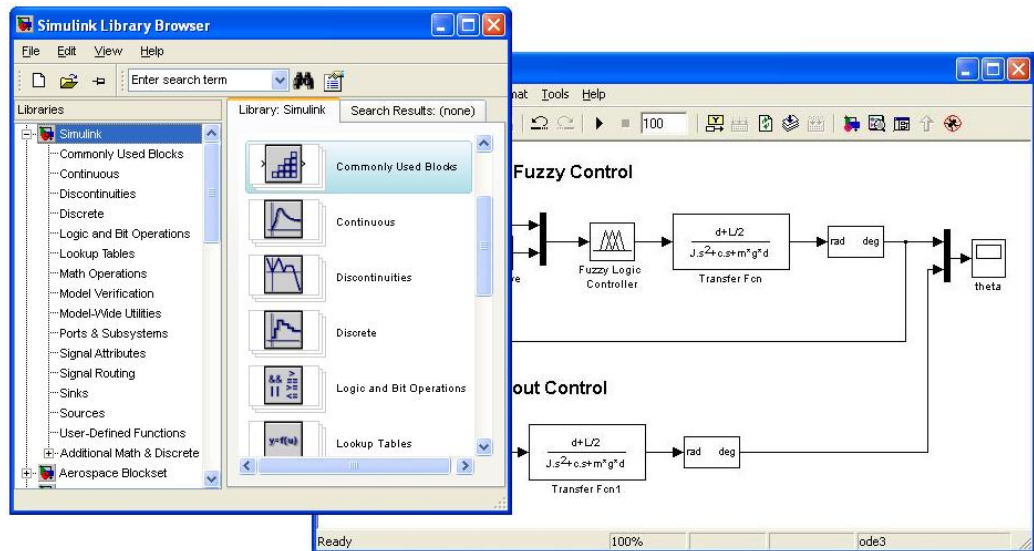 Simulink Library Browser
File Edit View Help
Enter search term
Libraries
Library: Simulink
Search Results: (none)
Simulink
Commonly Used Blocks
Continuous
Discontinuities
Discrete
Logic and Bit Operations
Lookup Tables
Math Operations
Model Verification
Model-Wide Utilities
Ports & Subsystems
Signal Attributes
Signal Routing
Sinks
Sources
User-Defined Functions
Additional Math & Discrete
Aerospace Blockset
Commonly Used Blocks
Continuous
Discontinuities
Discrete
&& >=
|| ==
<=
Logic and Bit Operations
y=f(u)
Lookup Tables
mat Tools Help
100
Fuzzy Control
ve
Fuzzy Logic
Controller
d+L/2
J.s2+c.s+m*g*d
Transfer Fcn
rad deg
theta
out Control
d+L/2
J.s2+c.s+m*g*d
Transfer Fcn1
rad deg
Ready
100%
ode3